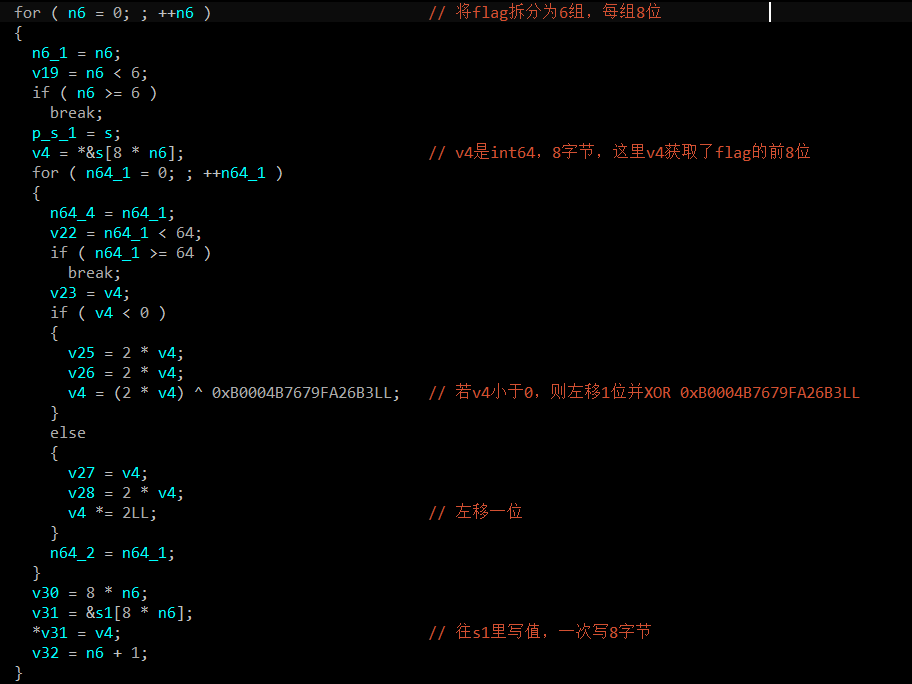 for ( n6 = 0; ; ++n6 ) // 将flag拆分为6组，每组8位
{
n6_1 = n6;
v19 = n6 < 6;
if ( n6 >= 6 )
break;
p_s_1 = s;
v4 = *&s[8 * n6]; // v4是int64，8字节，这里v4获取了flag的前8位
for ( n64_1 = 0; ; ++n64_1 )
{
n64_4 = n64_1;
v22 = n64_1 < 64;
if ( n64_1 >= 64 )
break;
v23 = v4;
if ( v4 < 0 )
{
v25 = 2 * v4;
v26 = 2 * v4;
v4 = (2 * v4) ^ 0xB0004B7679FA26B3LL; // 若v4小于0，则左移1位并XOR 0xB0004B7679FA26B3LL
}
else
{
v27 = v4;
v28 = 2 * v4;
v4 *= 2LL; // 左移一位
}
n64_2 = n64_1;
}
v30 = 8 * n6;
v31 = &s1[8 * n6];
*v31 = v4; // 往s1里写值，一次写8字节
v32 = n6 + 1;
}